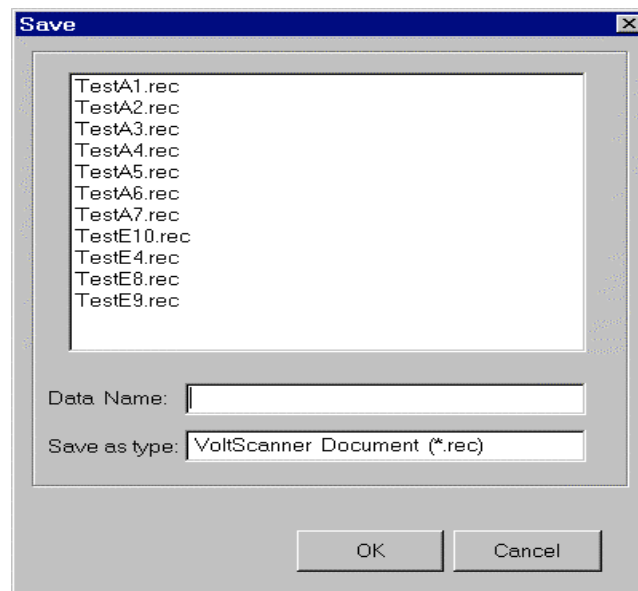 Save
TestA1.rec
TestA2.rec
TestA3.rec
TestA4.rec
TestA5.rec
TestA6.rec
TestA7.rec
TestE10.rec
TestE4.rec
TestE8.rec
TestE9.rec
Data Name:
Save as type: VoltScanner Document (*.rec)
OK Cancel